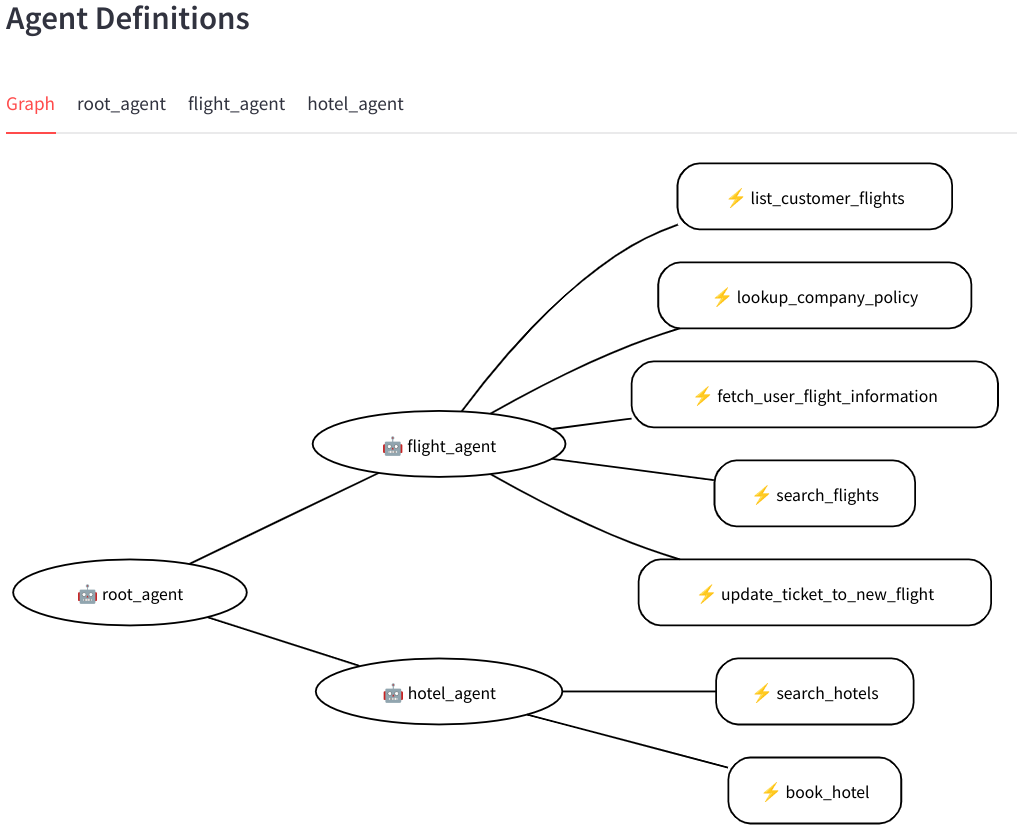 Agent Definitions
Graph root_agent flight_agent hotel_agent
⚡ list_customer_flights
⚡ lookup_company_policy
⚡ fetch_user_flight_information
🤖 flight_agent
⚡ search_flights
🤖 root_agent
⚡ update_ticket_to_new_flight
🤖 hotel_agent
⚡ search_hotels
⚡ book_hotel